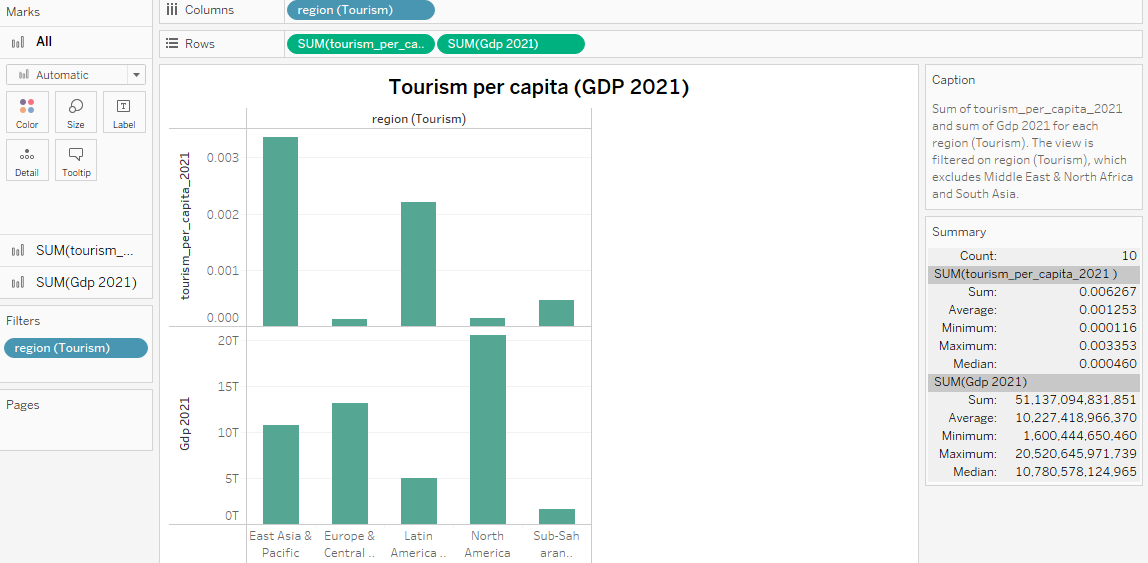 Marks
All
Automatic
Color
Size
Label
Detail
Tooltip
SUM(tourism_...
SUM(Gdp 2021)
Filters
region (Tourism)
Pages
Columns
region (Tourism)
Rows
SUM(tourism_per_ca..
SUM(Gdp 2021)
Tourism per capita (GDP 2021)
region (Tourism)
tourism_per_capita_2021
0.003
0.002
0.001
0.000
Gdp 2021
20T
15T
10T
5T
0T
East Asia &
Pacific
Europe &
Central ..
Latin
America ..
North
America
Sub-Sah
aran..
Caption
Sum of tourism_per_capita_2021
and sum of Gdp 2021 for each
region (Tourism). The view is
filtered on region (Tourism), which
excludes Middle East & North Africa
and South Asia.
Summary
Count: 10
SUM(tourism_per_capita_2021 )
Sum: 0.006267
Average: 0.001253
Minimum: 0.000116
Maximum: 0.003353
Median: 0.000460
SUM(Gdp 2021)
Sum: 51,137,094,831,851
Average: 10,227,418,966,370
Minimum: 1,600,444,650,460
Maximum: 20,520,645,971,739
Median: 10,780,578,124,965